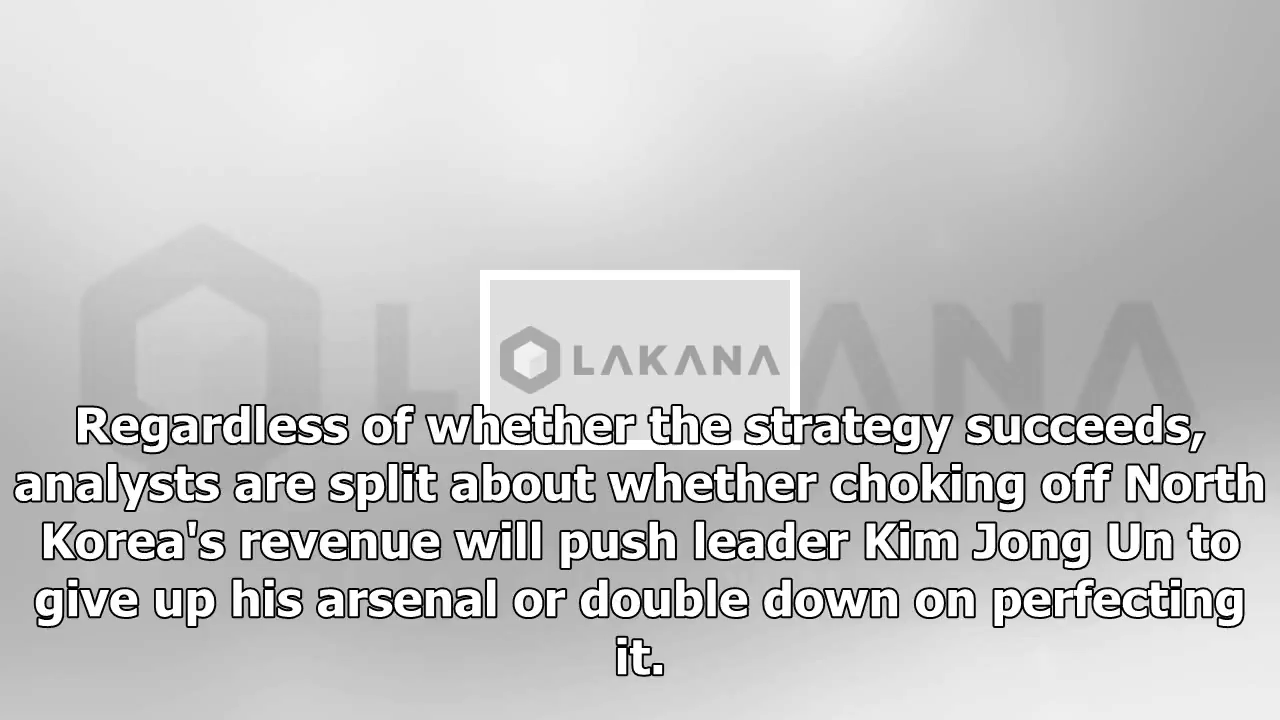 LAKANA
Regardless of whether the strategy succeeds,
analysts are split about whether choking off North
Korea's revenue will push leader Kim Jong Un to
give up his arsenal or double down on perfecting
it.